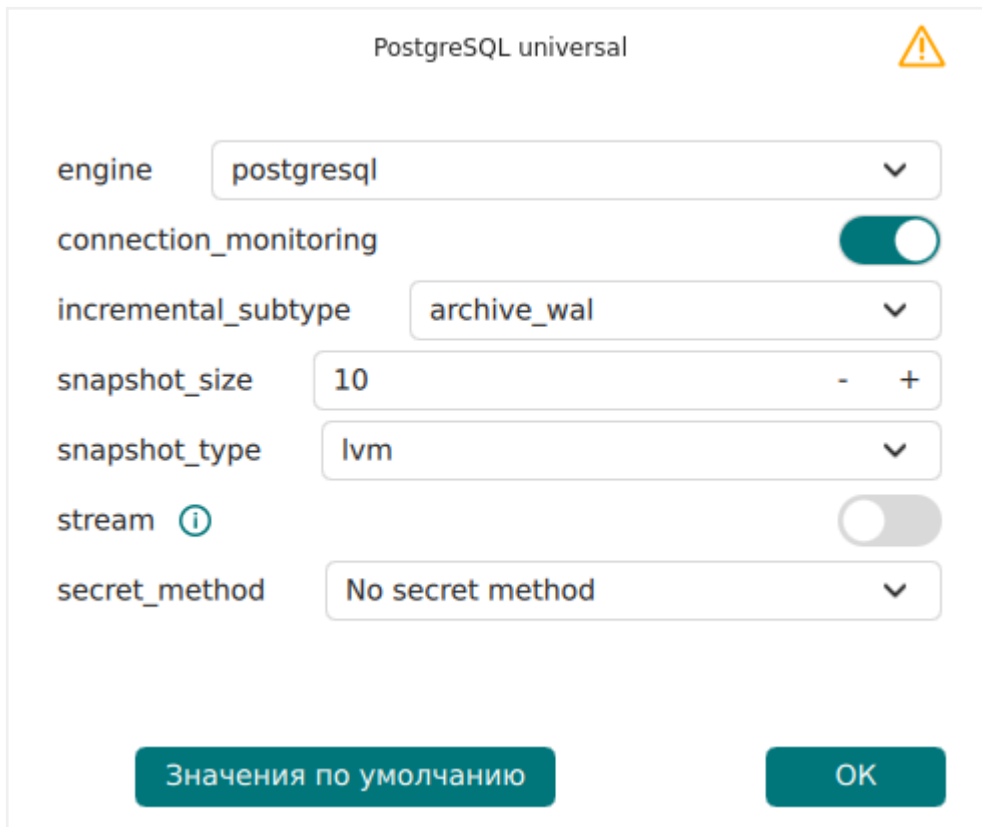 PostgreSQL universal
engine postgresql
connection_monitoring
incremental_subtype archive_wal
snapshot_size 10 - +
snapshot_type lvm
stream
secret_method No secret method
Значения по умолчанию ОК